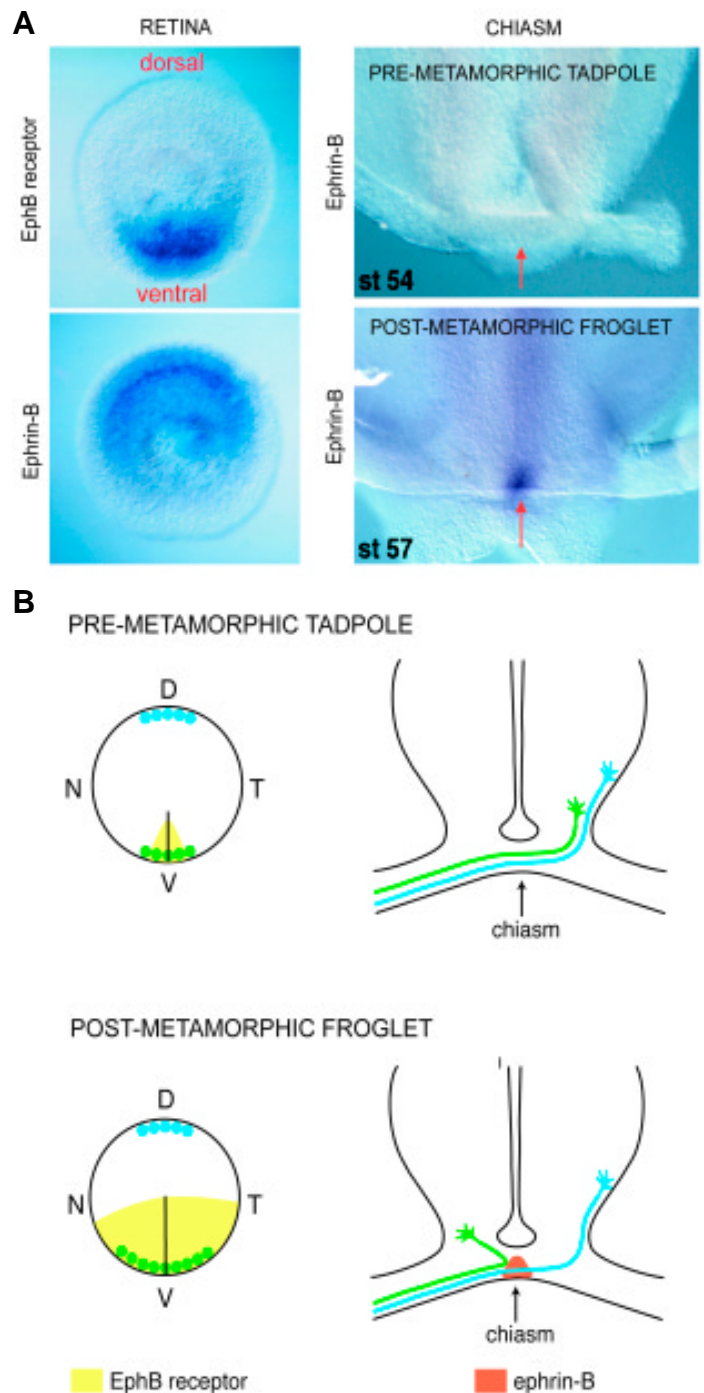 A
RETINA
CHIASM
EphB receptor
dorsal
ventral
Ephrin-B
PRE-METAMORPHIC TADPOLE
st 54
Ephrin-B
Ephrin-B
POST-METAMORPHIC FROGLET
st 57
B
PRE-METAMORPHIC TADPOLE
D
N
T
V
chiasm
POST-METAMORPHIC FROGLET
D
N
T
V
chiasm
EphB receptor
ephrin-B